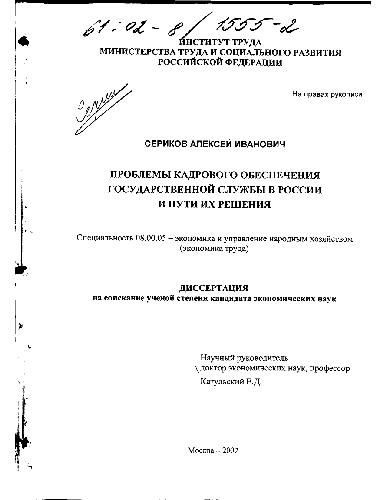 61:02-8/1555-2
ИНСТИТУТ ТРУДА
МИНИСТЕРСТВА ТРУДА И СОЦИАЛЬНОГО РАЗВИТИЯ
РОССИЙСКОЙ ФЕДЕРАЦИИ
На правах рукописи
СЕРИКОВ АЛЕКСЕЙ ИВАНОВИЧ
ПРОБЛЕМЫ КАДРОВОГО ОБЕСПЕЧЕНИЯ
ГОСУДАРСТВЕННОЙ СЛУЖБЫ В РОССИИ
И ПУТИ ИХ РЕШЕНИЯ
Специальность 08.00.05 – экономика и управление народным хозяйством
(экономика труда)
ДИССЕРТАЦИЯ
на соискание ученой степени кандидата экономических наук
Научный руководитель
доктор экономических наук, профессор
Катульский Е.Д.
Москва – 2002